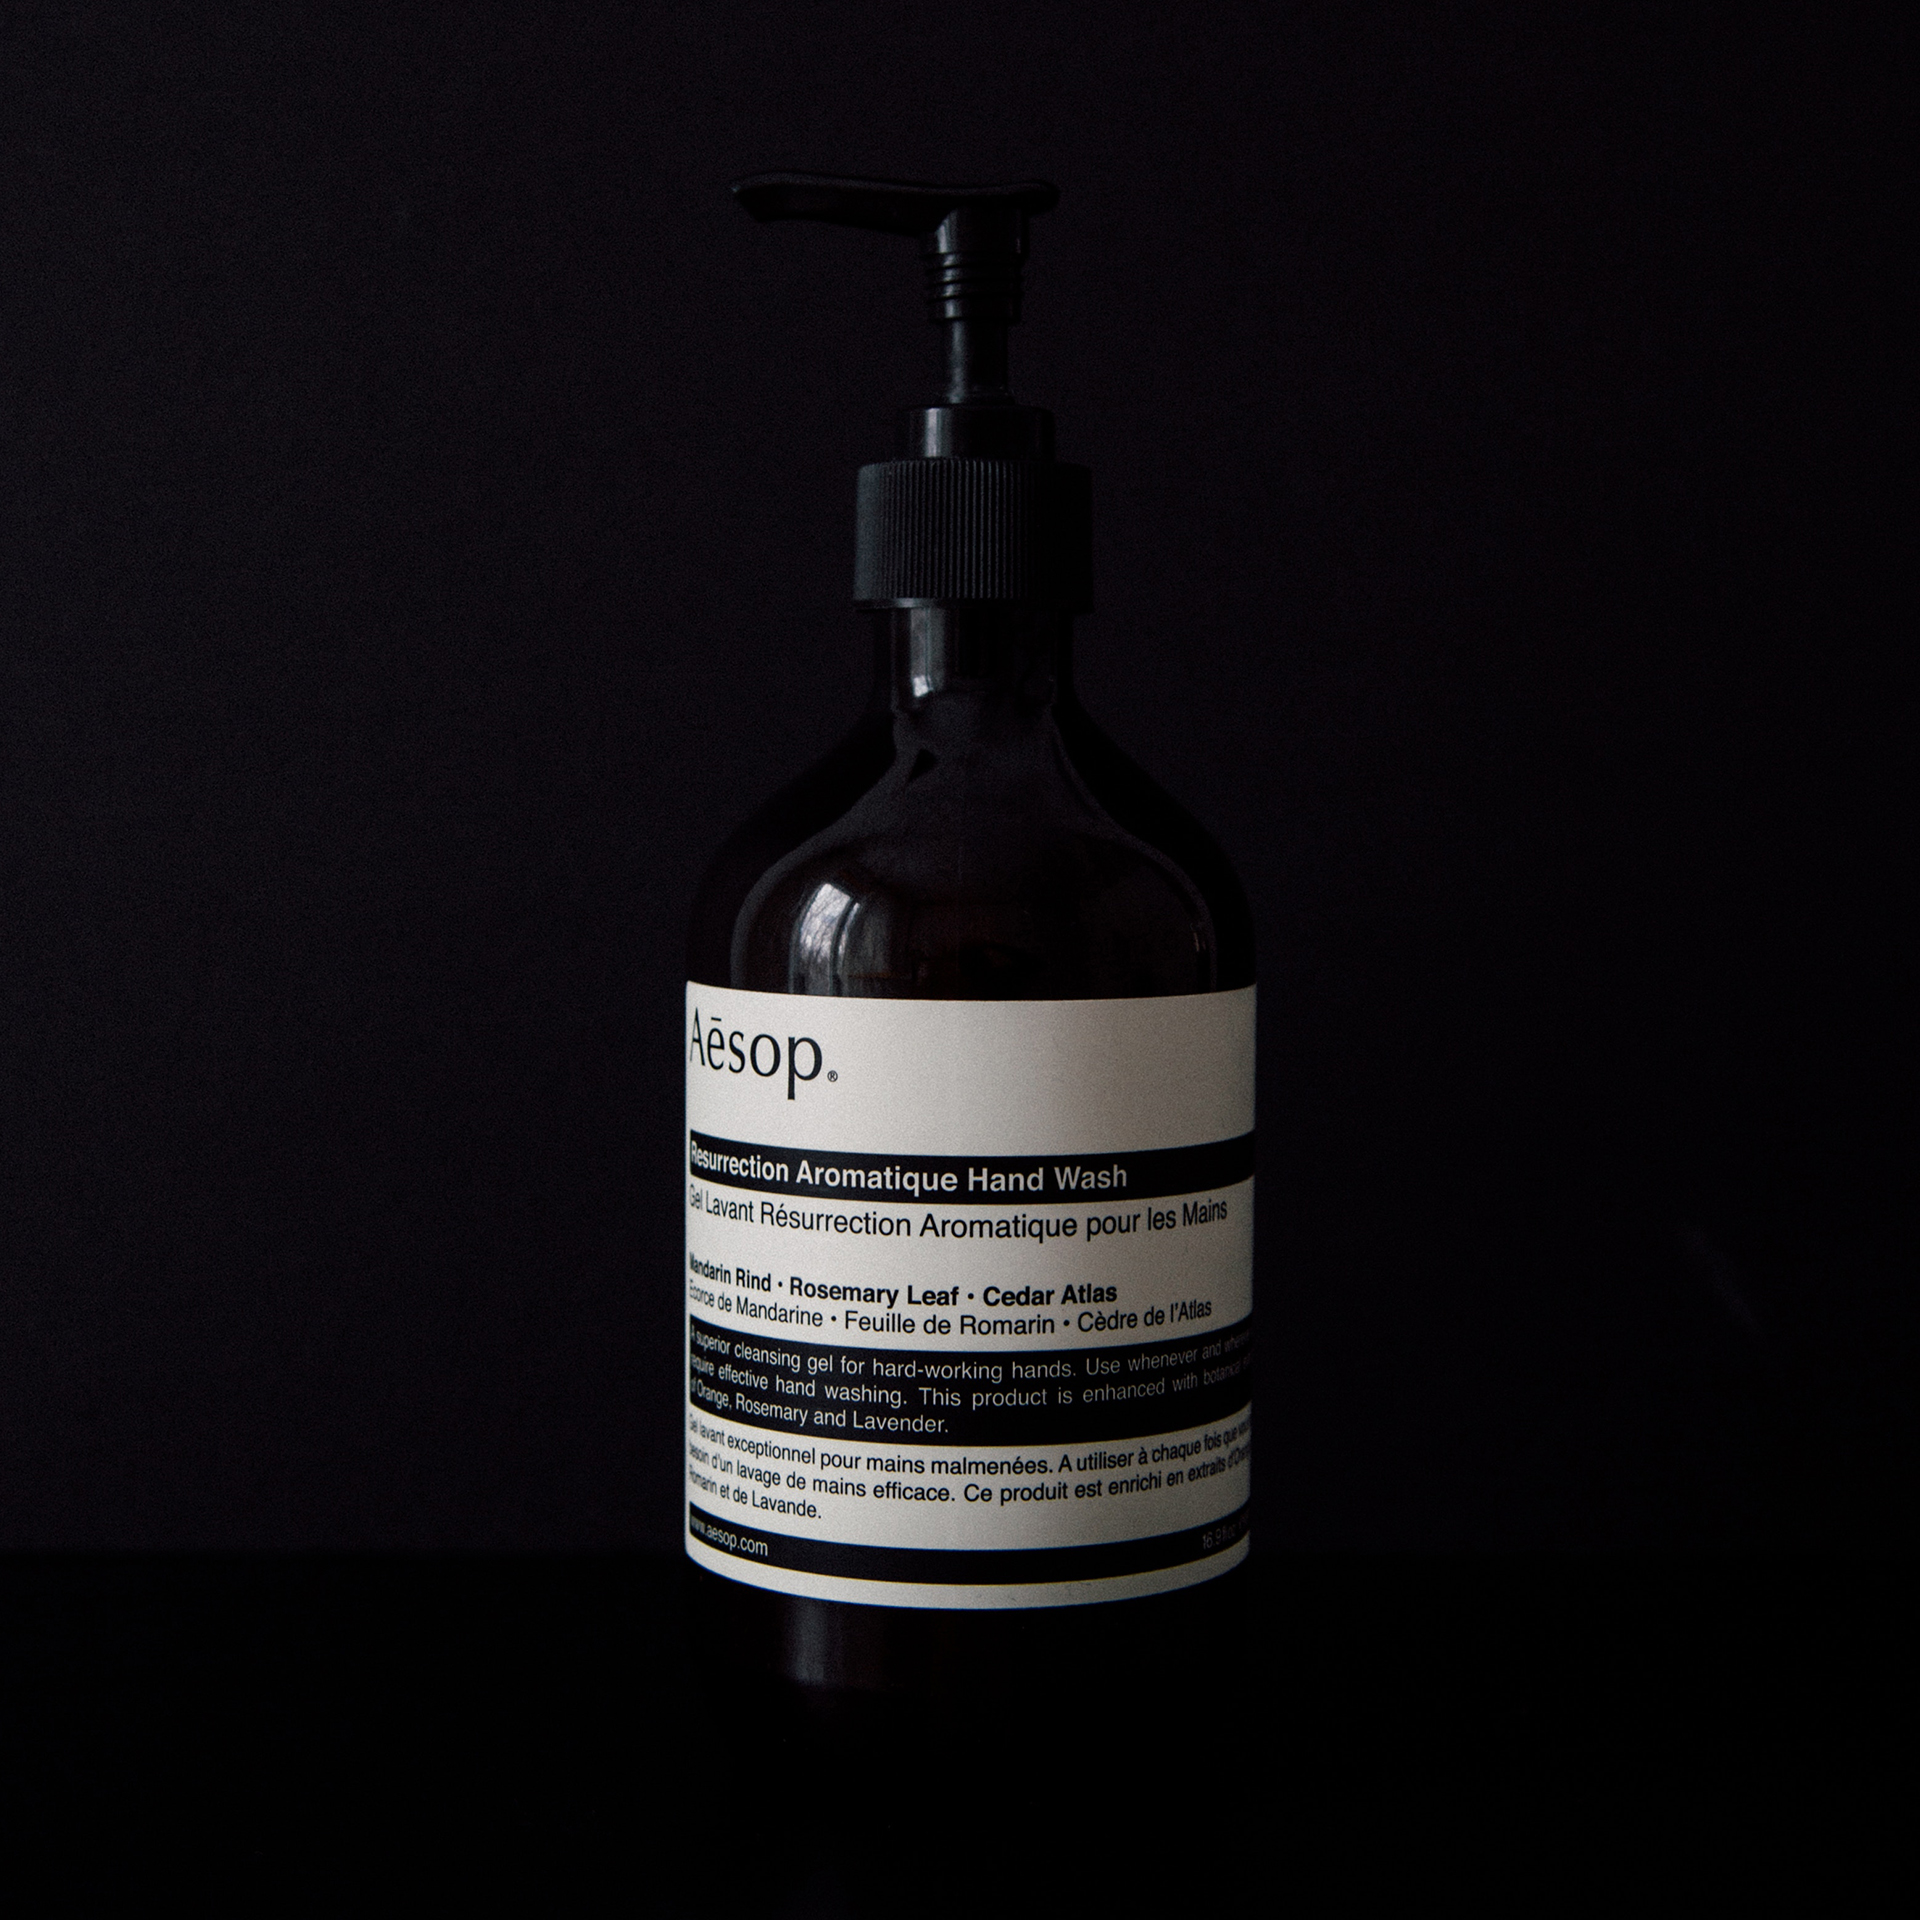 Aēsop.®
Resurrection Aromatique Hand Wash
Gel Lavant Résurrection Aromatique pour les Mains
Mandarin Rind • Rosemary Leaf • Cedar Atlas
Ecorce de Mandarine • Feuille de Romarin • Cèdre de l'Atlas
A superior cleansing gel for hard-working hands. Use whenever and
require effective hand washing. This product is enhanced with
of Orange, Rosemary and Lavender.
Gel lavant exceptionnel pour mains malmenées. A utiliser à chaque fois que
besoin d'un lavage de mains efficace. Ce produit est enrichi en extraits
Romarin et de Lavande.
www.aesop.com 16.9 fl oz